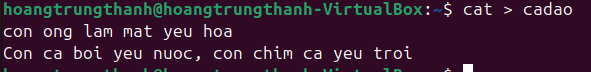 hoangtrungthanh@hoangtrungthanh-VirtualBox:~$ cat > cadao
con ong lam mat yeu hoa
Con ca boi yeu nuoc, con chim ca yeu troi